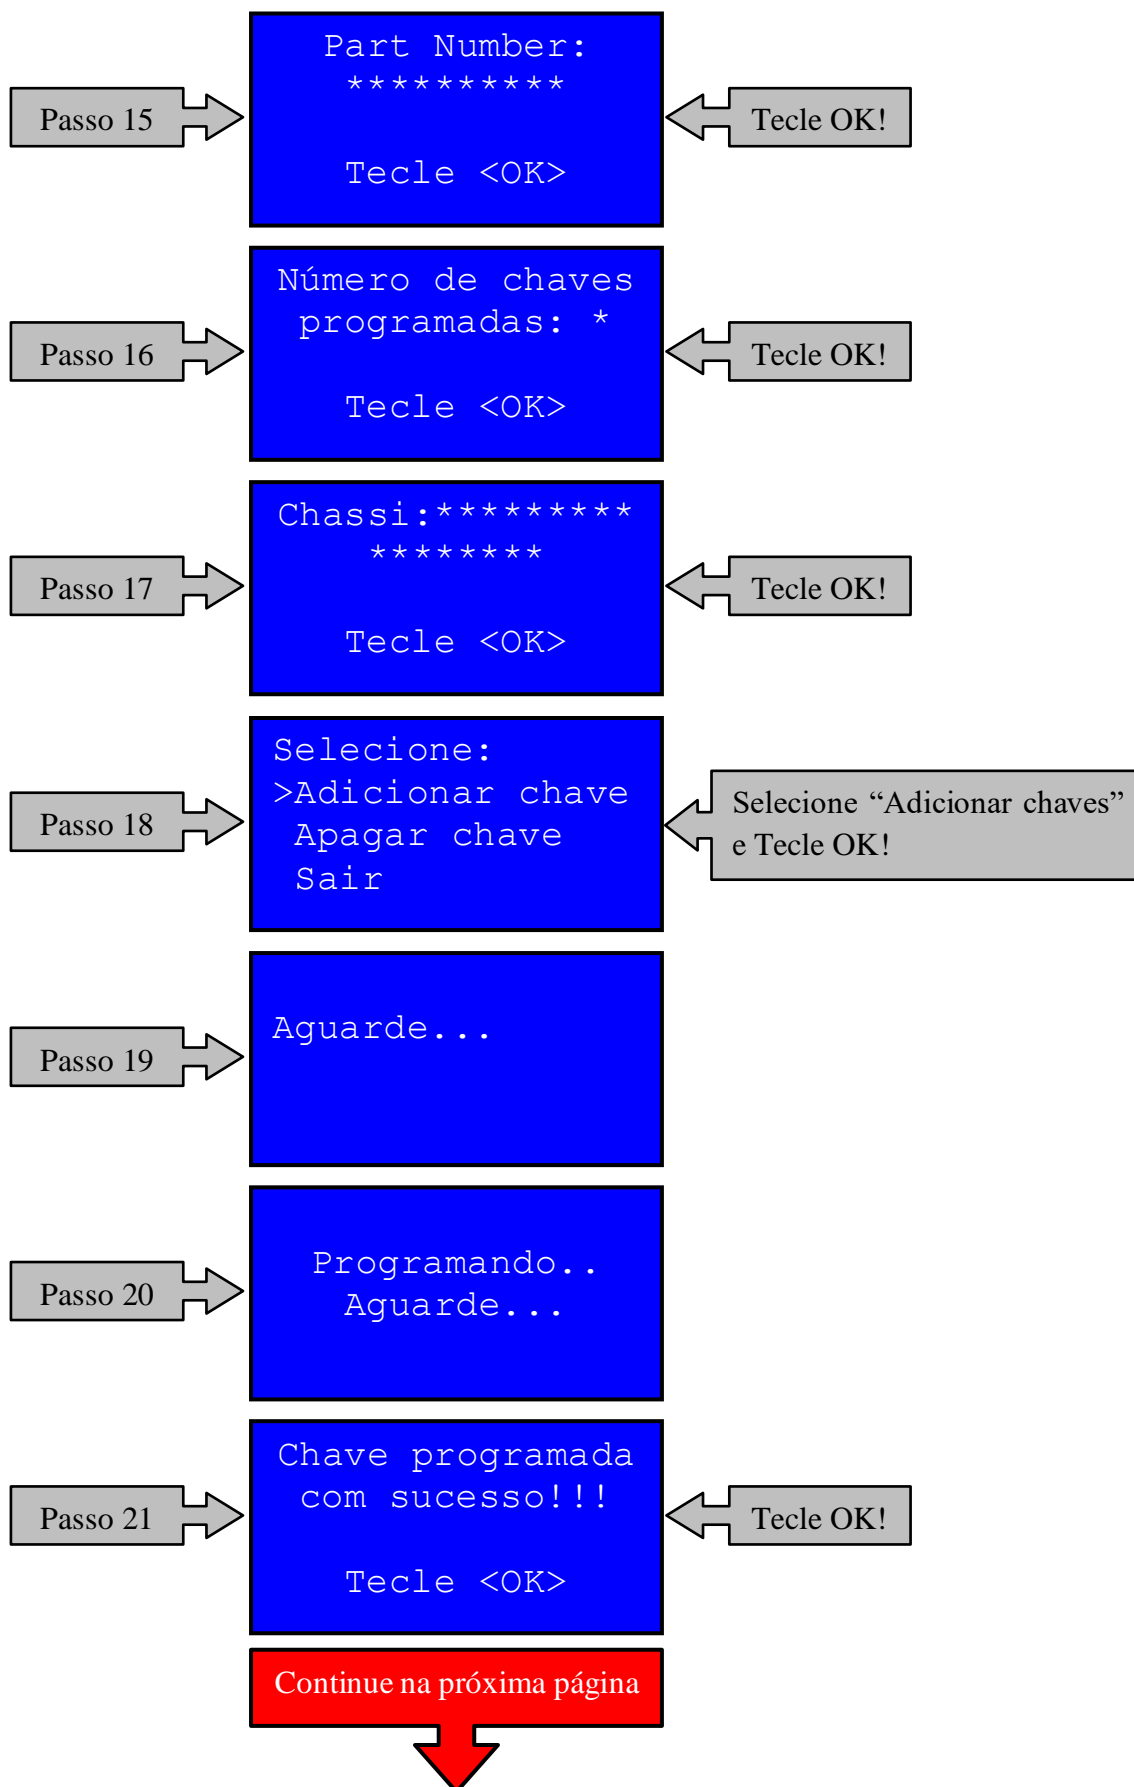 Part Number:
**********
Passo 15
Tecle OK!
Tecle <OK>
Número de chaves
programadas: *
Passo 16
Tecle OK!
Tecle <OK>
Chassi:*********
********
Passo 17
Tecle OK!
Tecle <OK>
Selecione:
>Adicionar chave
Apagar chave
Sair
Passo 18
Selecione “Adicionar chaves”
e Tecle OK!
Aguarde...
Passo 19
Programando..
Aguarde...
Passo 20
Chave programada
com sucesso!!!
Passo 21
Tecle OK!
Tecle <OK>
Continue na próxima página